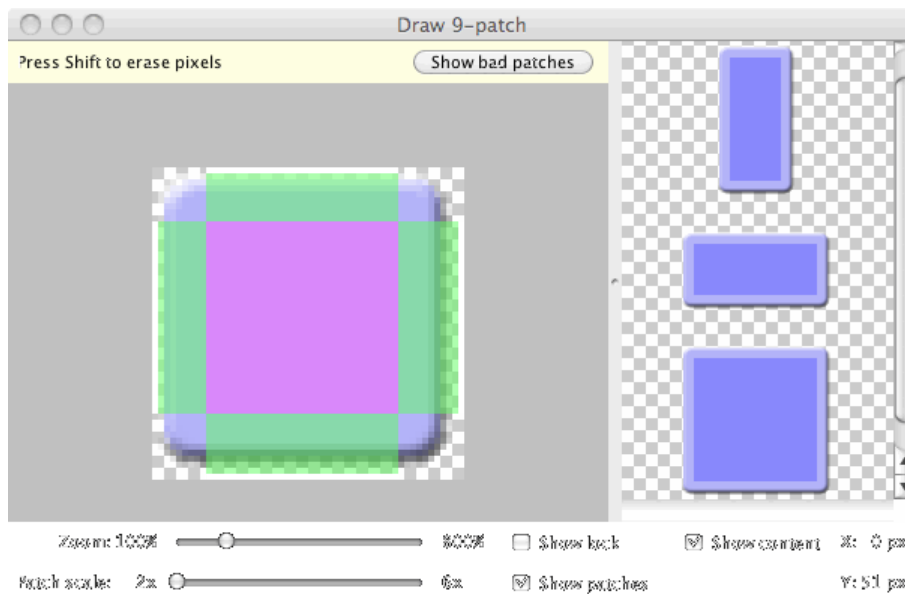 Draw 9-patch
Press Shift to erase pixels
Show bad patches
Zoom: 100%
800%
Show lock
Show content
X: 0 px
Patch scale: 2x
6x
Show patches
Y: 51 px